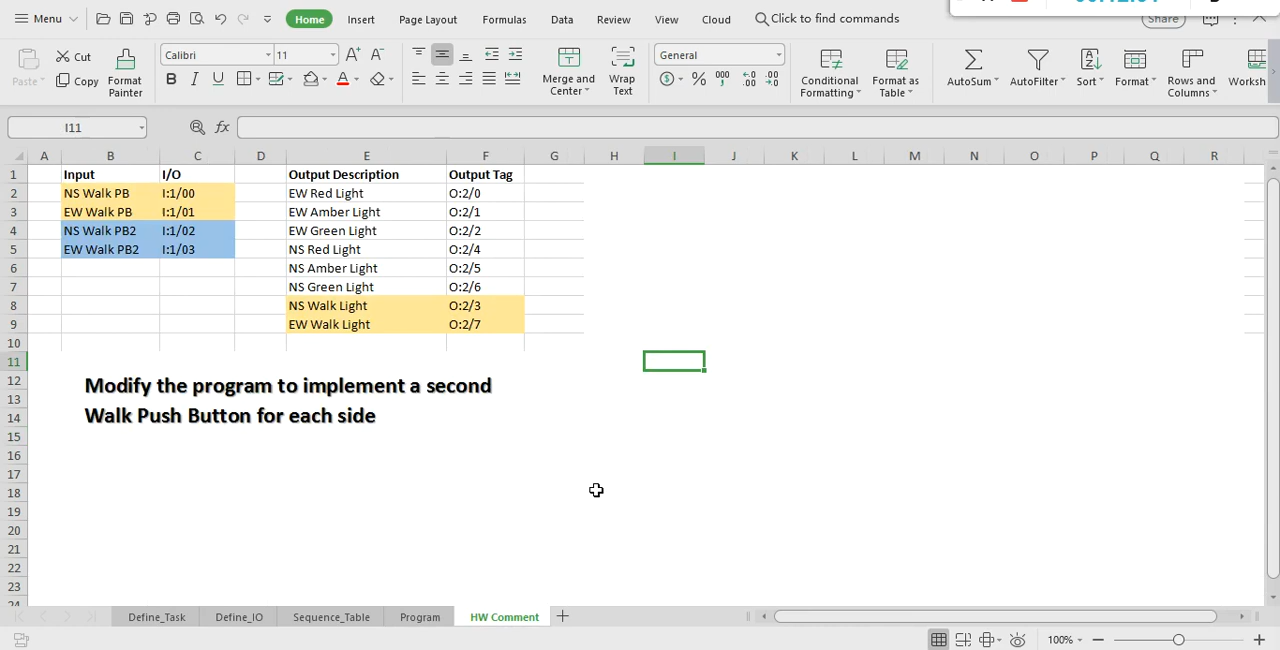 Menu Home Insert Page Layout Formulas Data Review View Cloud Click to find commands Share
Paste Cut Copy Format Painter Calibri 11 Merge and Center Wrap Text General Conditional Formatting Format as Table AutoSum AutoFilter Sort Format Rows and Columns Worksh
I11 fx
A B C D E F G H I J K L M N O P Q R
1 Input I/O Output Description Output Tag
2 NS Walk PB I:1/00 EW Red Light O:2/0
3 EW Walk PB I:1/01 EW Amber Light O:2/1
4 NS Walk PB2 I:1/02 EW Green Light O:2/2
5 EW Walk PB2 I:1/03 NS Red Light O:2/4
6 NS Amber Light O:2/5
7 NS Green Light O:2/6
8 NS Walk Light O:2/3
9 EW Walk Light O:2/7
10
11
12 Modify the program to implement a second
13
14 Walk Push Button for each side
15
16
17
18
19
20
21
22
23
24
Define_Task Define_IO Sequence_Table Program HW Comment
100%